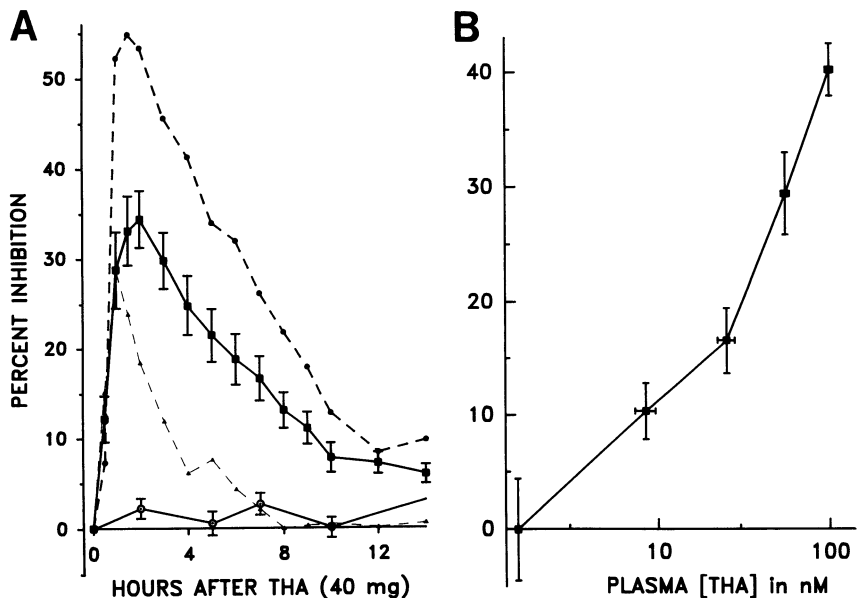 A
PERCENT INHIBITION
50
40
30
20
10
0
0 4 8 12
HOURS AFTER THA (40 mg)
B
40
30
20
10
0
10 100
PLASMA [THA] in nM